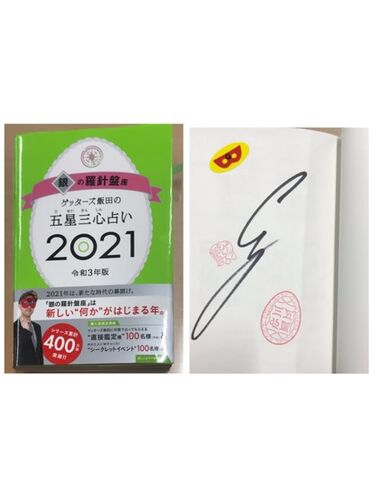 銀の羅針盤座
ゲッターズ飯田の
五星三心占い
2021
令和3年版
2021年は、新たな時代の幕開け。
「銀の羅針盤座」は
新しい“何か”がはじまる年。
シリーズ累計
400万部
突破!!
"直接鑑定権"100名様
"シークレットイベント"100名様